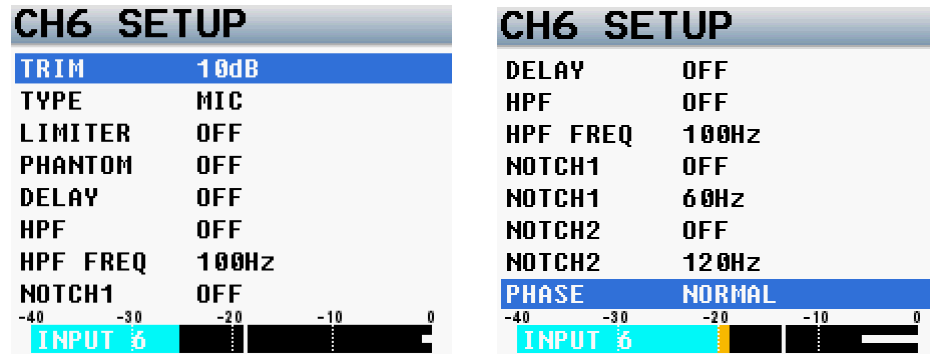 CH6 SETUP
TRIM 10dB
TYPE MIC
LIMITER OFF
PHANTOM OFF
DELAY OFF
HPF OFF
HPF FREQ 100Hz
NOTCH1 OFF
-40 -30 -20 -10 0
INPUT 6
CH6 SETUP
DELAY OFF
HPF OFF
HPF FREQ 100Hz
NOTCH1 OFF
NOTCH1 60Hz
NOTCH2 OFF
NOTCH2 120Hz
PHASE NORMAL
-40 -30 -20 -10 0
INPUT 6